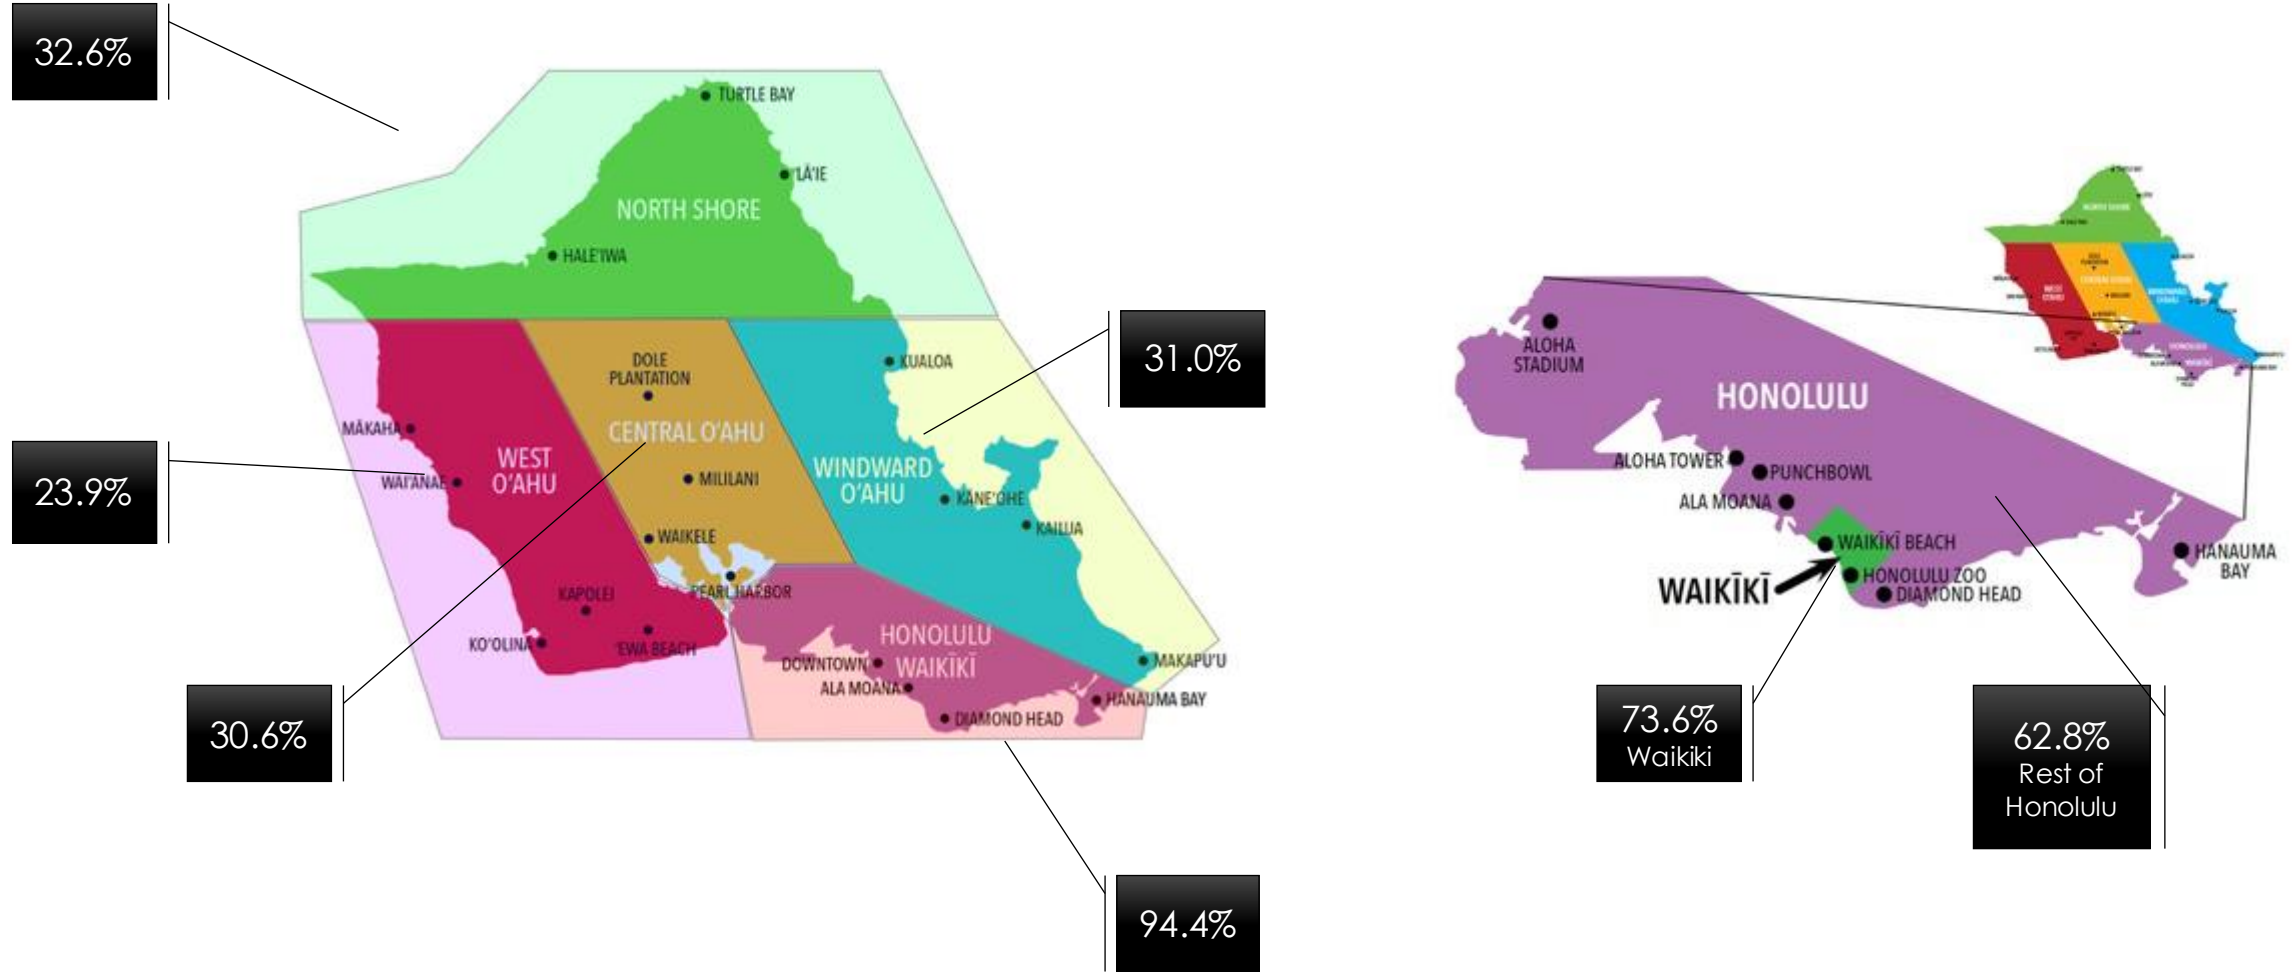 32.6%
TURTLE BAY
LĀ'IE
NORTH SHORE
HALE'IWA
31.0%
DOLE
PLANTATION
KUALOA
MĀKAHA
CENTRAL O'AHU
WEST
O'AHU
WINDWARD
O'AHU
23.9%
WAI'ANAE
MILILANI
KĀNE'OHE
KAILUA
WAIKELE
PEARL HARBOR
KAPOLEI
KO'OLINA
'EWA BEACH
HONOLULU
WAIKĪKĪ
DOWNTOWN
ALA MOANA
DIAMOND HEAD
MAKAPU'U
HANAUMA BAY
30.6%
94.4%
NORTH SHORE
WEST
O'AHU
ALOHA
STADIUM
HONOLULU
ALOHA TOWER
PUNCHBOWL
ALA MOANA
WAIKĪKĪ BEACH
WAIKĪKĪ
HONOLULU ZOO
DIAMOND HEAD
HANAUMA
BAY
73.6%
Waikiki
62.8%
Rest of
Honolulu